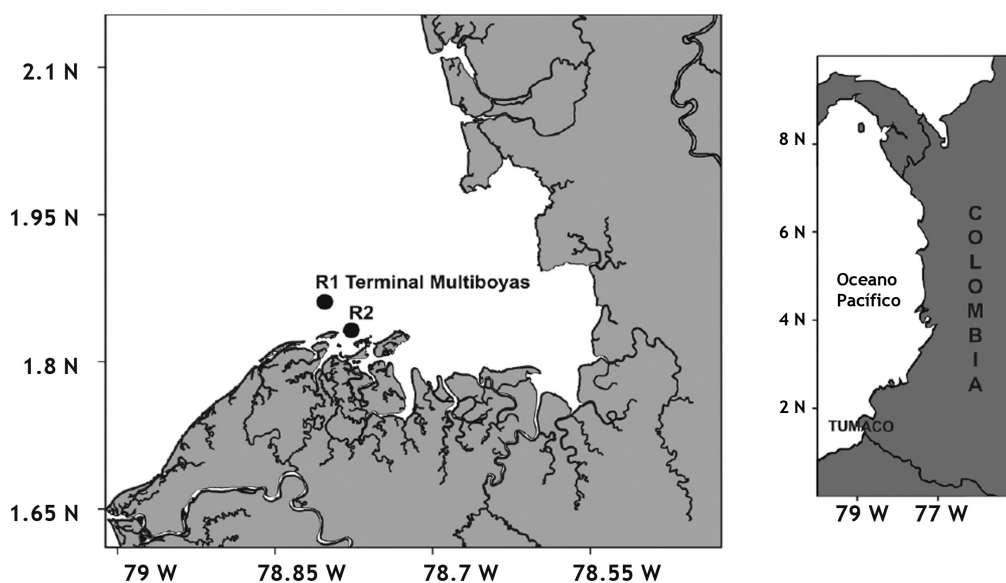 2.1 N
1.95 N
1.8 N
1.65 N
79 W
78.85 W
78.7 W
78.55 W
R1 Terminal Multiboyas
R2
8 N
6 N
4 N
2 N
79 W
77 W
Oceano
Pacífico
COLOMBIA
TUMACO